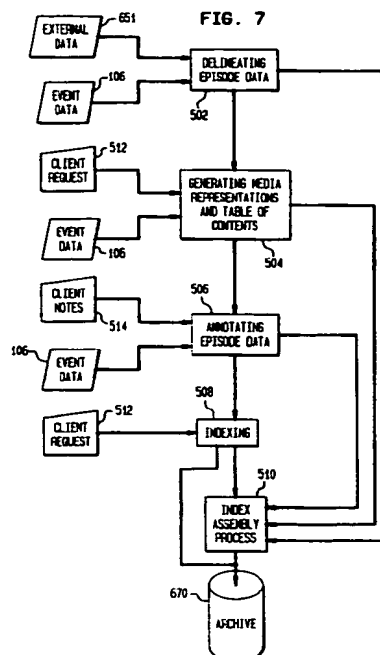 FIG. 7
EXTERNAL
DATA
651
EVENT
DATA
106
DELINEATING
EPISODE DATA
502
CLIENT
REQUEST
512
EVENT
DATA
106
GENERATING MEDIA
REPRESENTATIONS
AND TABLE OF
CONTENTS
504
CLIENT
NOTES
514
106
EVENT
DATA
506
ANNOTATING
EPISODE DATA
508
CLIENT
REQUEST
512
INDEXING
510
INDEX
ASSEMBLY
PROCESS
670
ARCHIVE